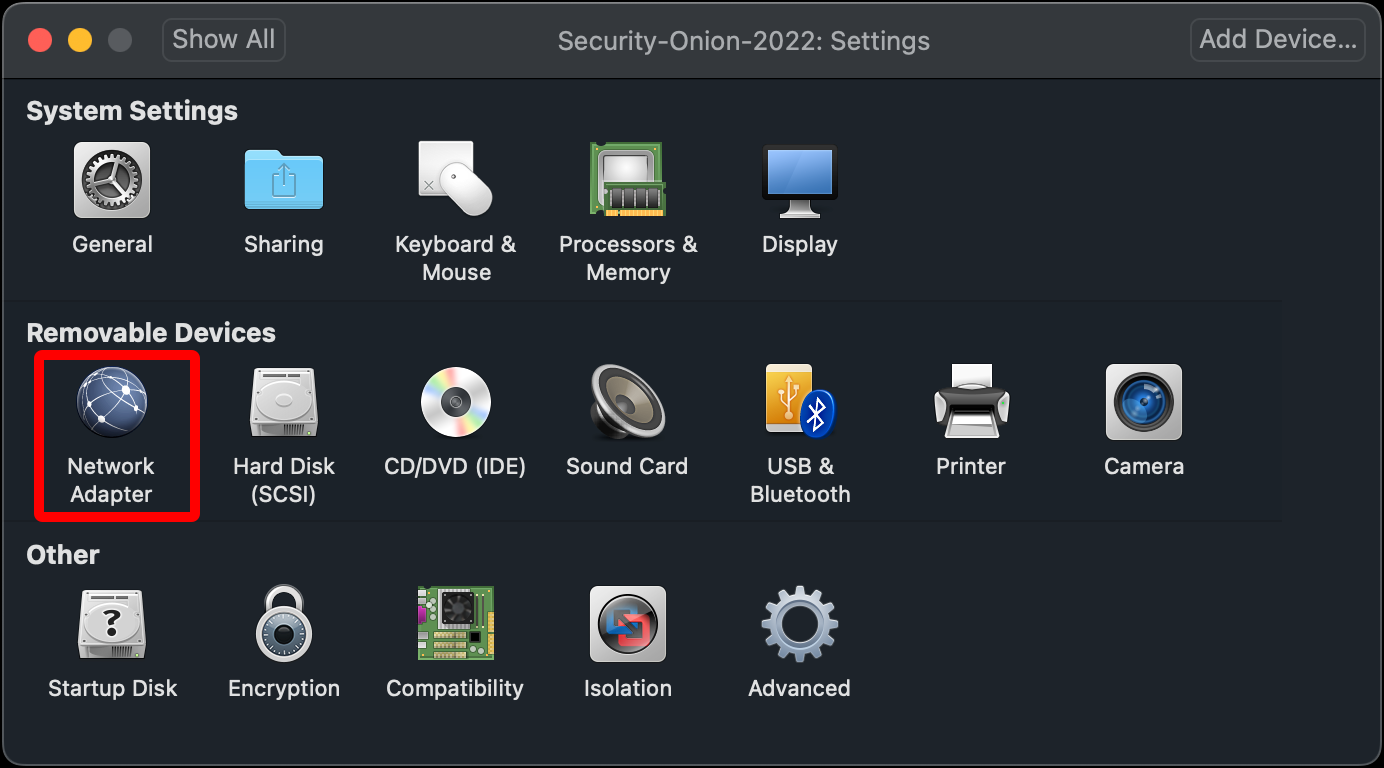 Show All
Security-Onion-2022: Settings
Add Device...
System Settings
General
Sharing
Keyboard &
Mouse
Processors &
Memory
Display
Removable Devices
Network
Adapter
Hard Disk
(SCSI)
CD/DVD (IDE)
Sound Card
USB &
Bluetooth
Printer
Camera
Other
?
Startup Disk
Encryption
Compatibility
Isolation
Advanced